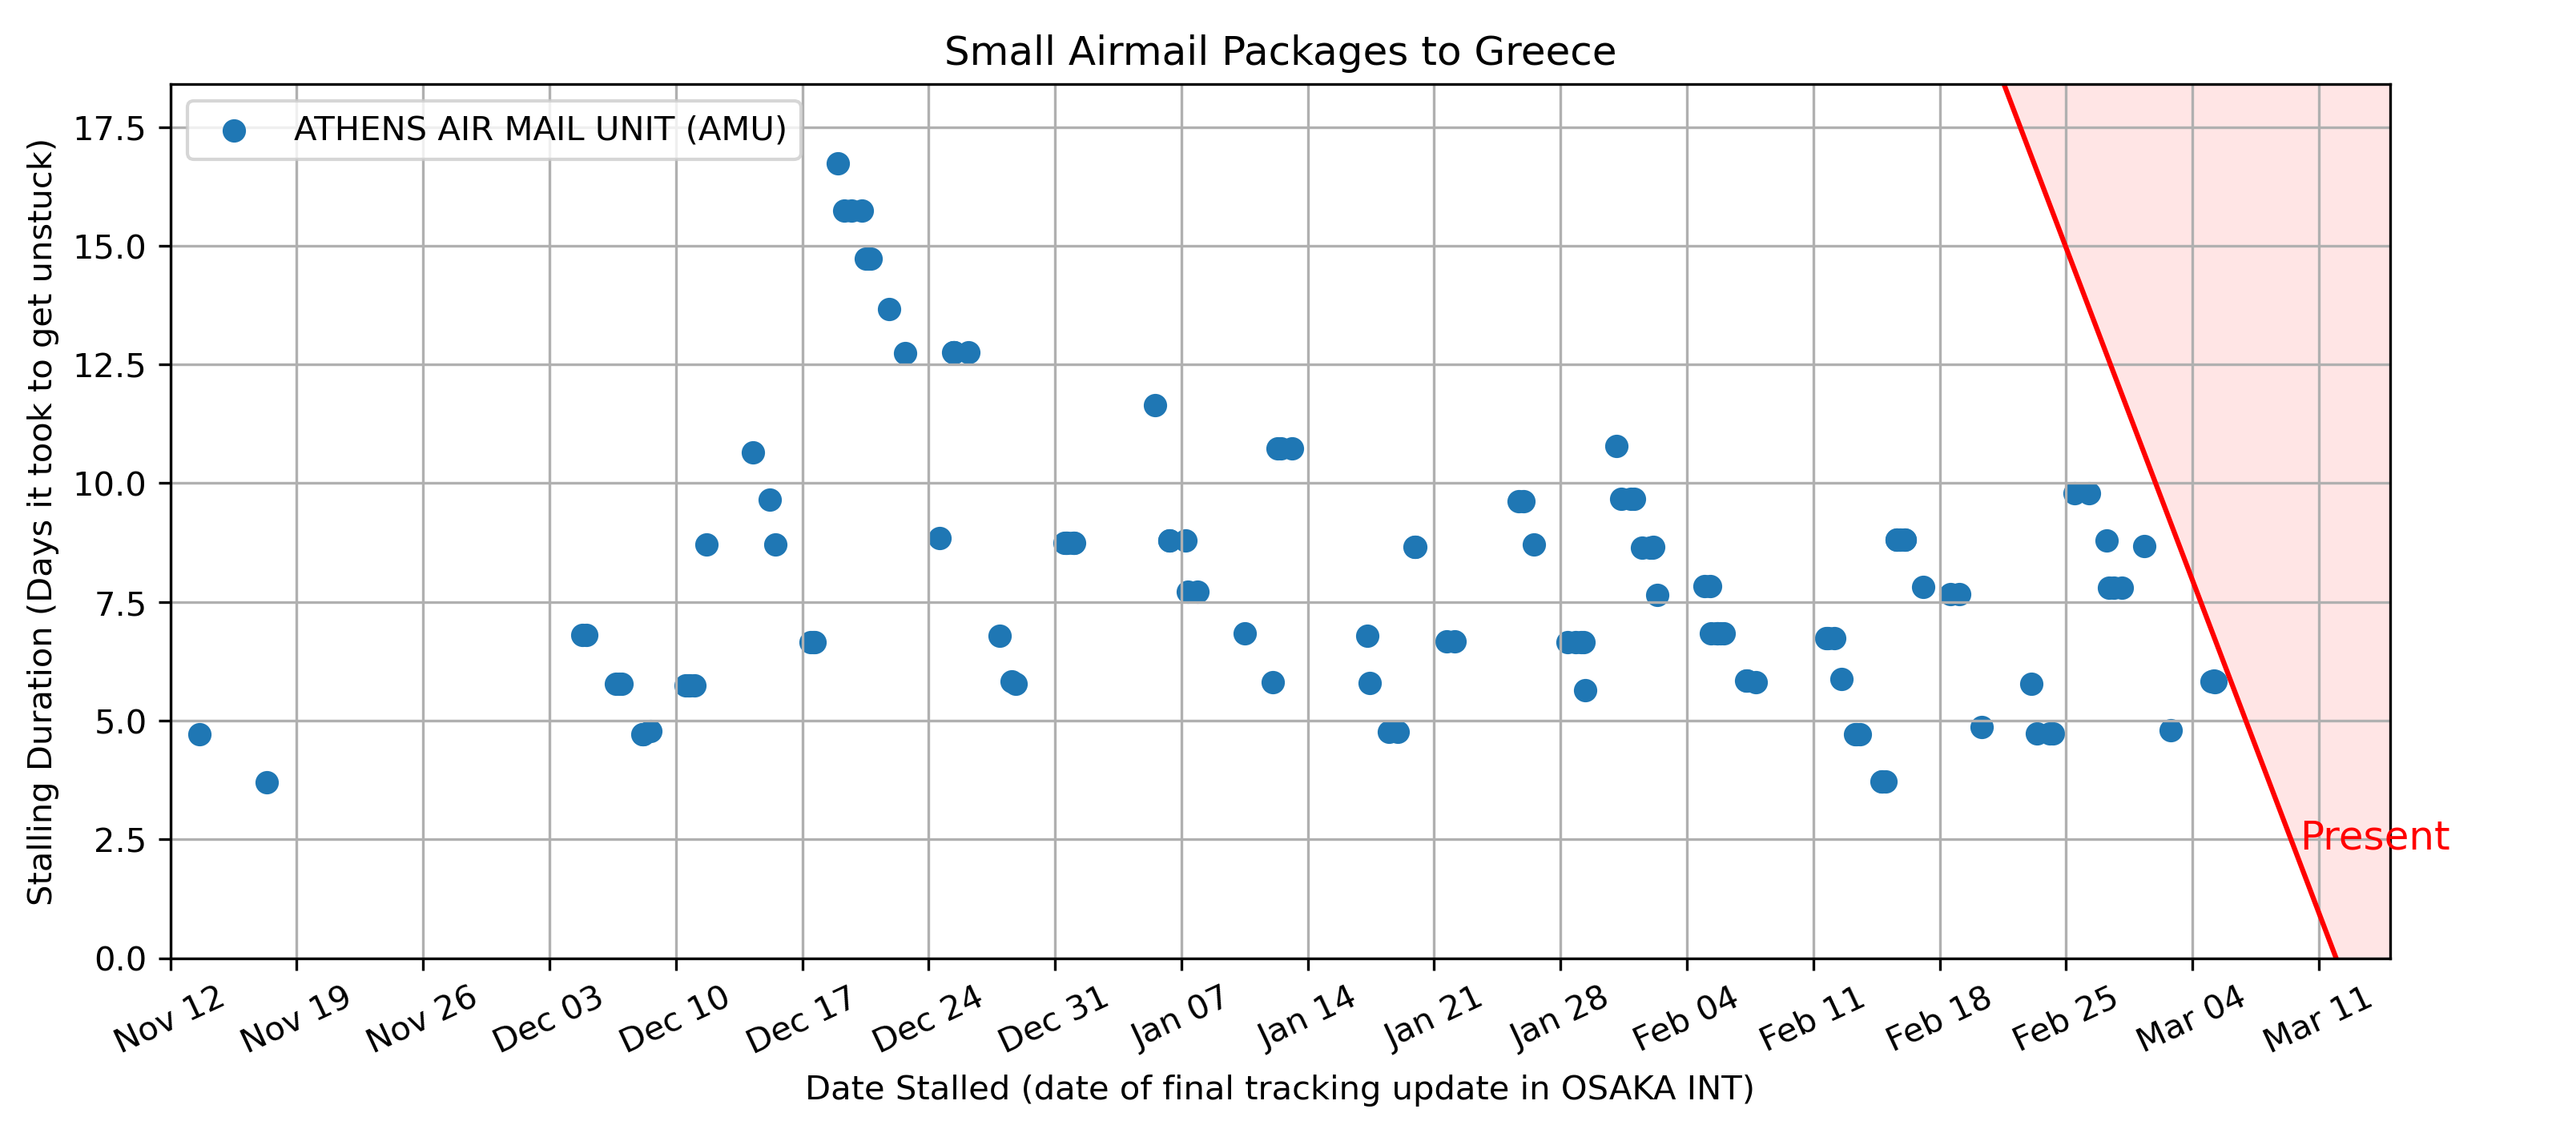 Small Airmail Packages to Greece
ATHENS AIR MAIL UNIT (AMU)
Stalling Duration (Days it took to get unstuck)
17.5
15.0
12.5
10.0
7.5
5.0
2.5
0.0
Present
Nov 12
Nov 19
Nov 26
Dec 03
Dec 10
Dec 17
Dec 24
Dec 31
Jan 07
Jan 14
Jan 21
Jan 28
Feb 04
Feb 11
Feb 18
Feb 25
Mar 04
Mar 11
Date Stalled (date of final tracking update in OSAKA INT)